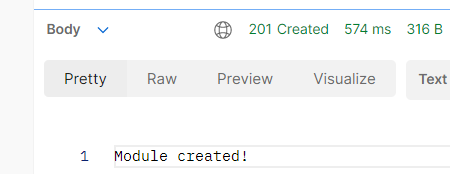 Body 201 Created 574 ms 316 B
Pretty Raw Preview Visualize Text
1 Module created!